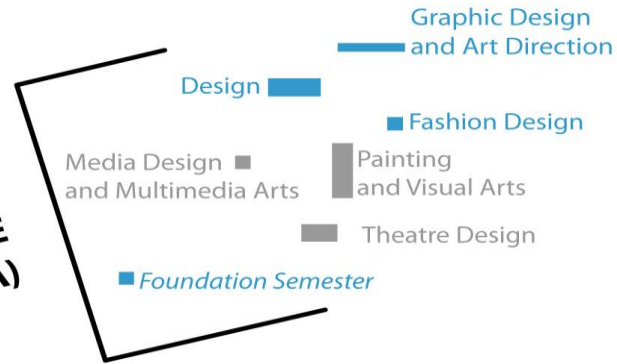 Graphic Design
and Art Direction
Design
Fashion Design
Media Design
and Multimedia Arts
Painting
and Visual Arts
Theatre Design
Foundation Semester